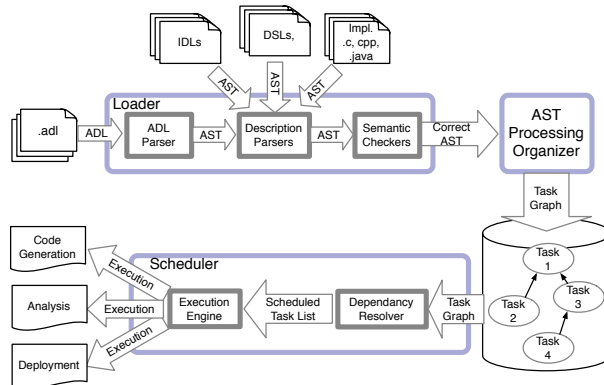 IDLs
DSLs,
Impl.
.c, cpp,
.java
AST
AST
AST
Loader
.adl
ADL
ADL
Parser
AST
Description
Parsers
AST
Semantic
Checkers
Correct
AST
AST
Processing
Organizer
Task
Graph
Code
Generation
Analysis
Deployment
Execution
Execution
Execution
Scheduler
Execution
Engine
Scheduled
Task List
Dependancy
Resolver
Task
Graph
Task
1
Task
2
Task
3
Task
4